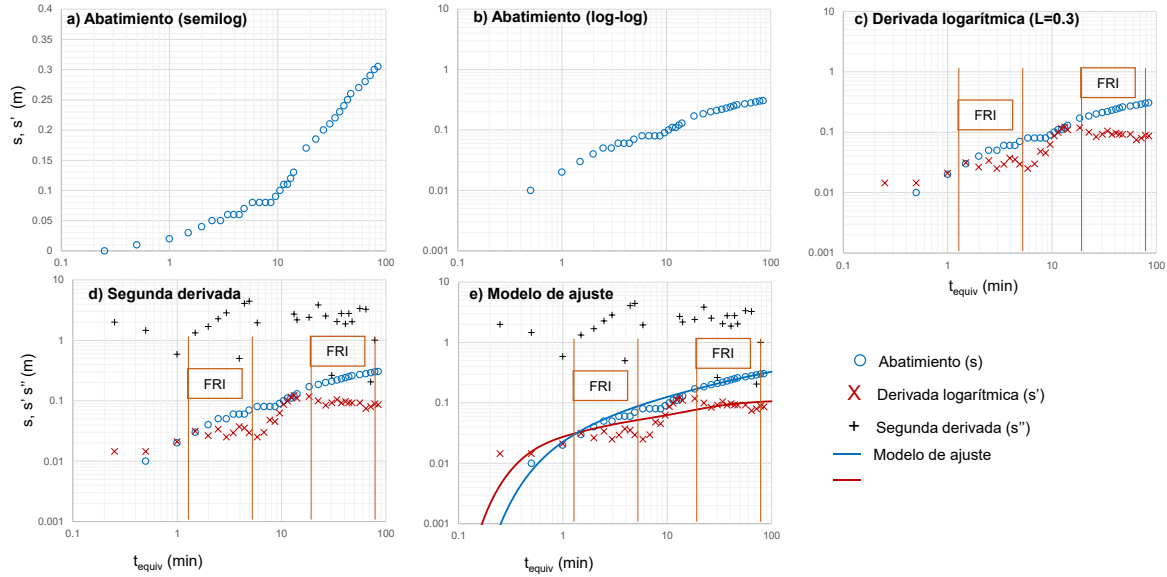 a) Abatimiento (semilog)
0.4
0.35
0.3
0.25
0.2
0.15
0.1
0.05
0
0.1
1
10
100
s, s’ (m)
b) Abatimiento (log-log)
10
1
0.1
0.01
0.001
0.1
1
10
100
c) Derivada logarítmica (L=0.3)
10
1
0.1
0.01
0.001
FRI
FRI
0.1
1
10
100
t equiv (min)
d) Segunda derivada
10
1
0.1
0.01
0.001
s, s’, s’’ (m)
FRI
FRI
0.1
1
10
100
t equiv (min)
e) Modelo de ajuste
10
1
0.1
0.01
0.001
FRI
FRI
0.1
1
10
100
t equiv (min)
Abatimiento (s)
Derivada logarítmica (s’)
Segunda derivada (s’’)
Modelo de ajuste